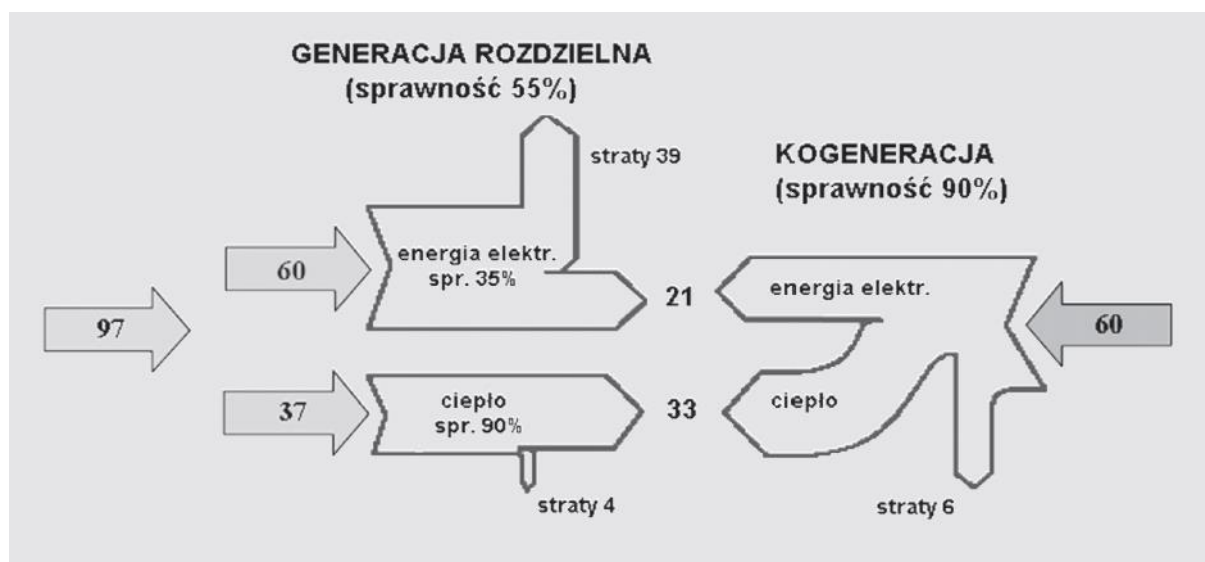 GENERACJA ROZDZIELNA
(sprawność 55%)
straty 39
KOGENERACJA
(sprawność 90%)
energia elektr.
spr. 35%
60
97
21
energia elektr.
60
37
ciepło
spr. 90%
33
ciepło
straty 4
straty 6